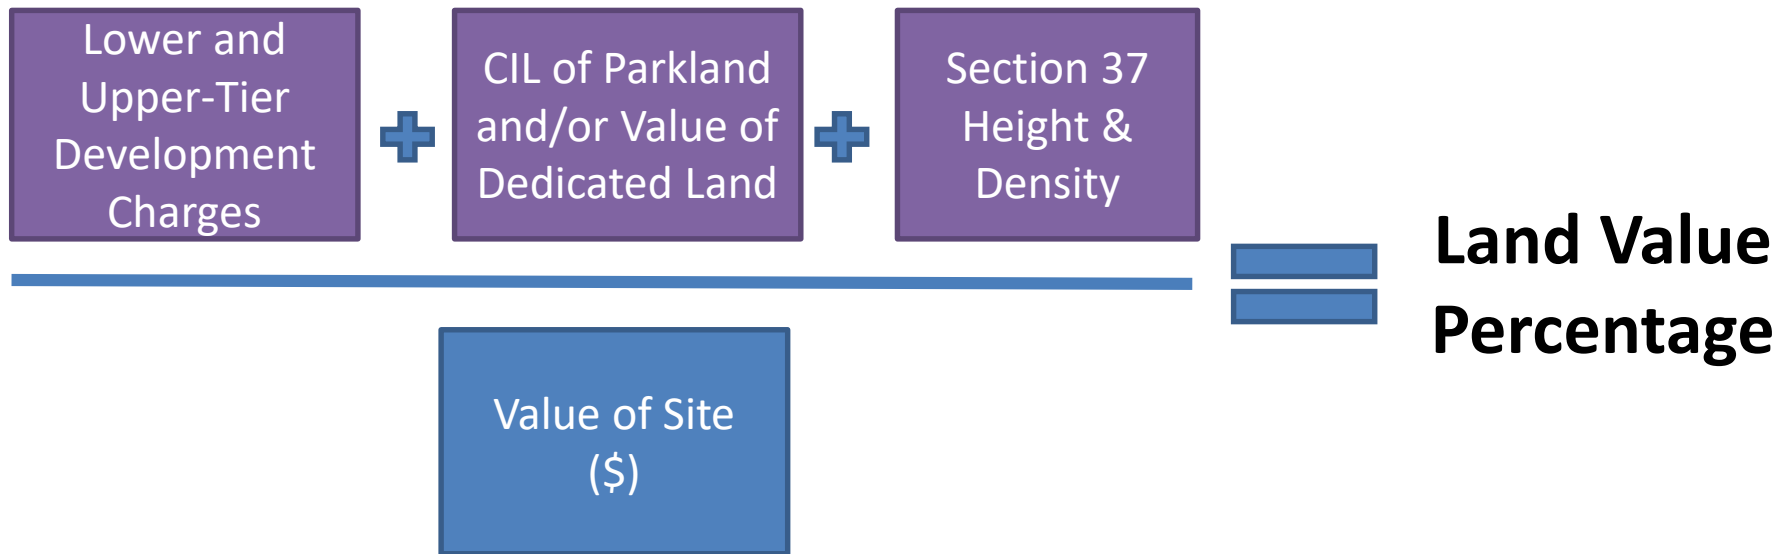 Lower and
Upper-Tier
Development
Charges
CIL of Parkland
and/or Value of
Dedicated Land
Section 37
Height &
Density
Value of Site
($)
Land Value
Percentage